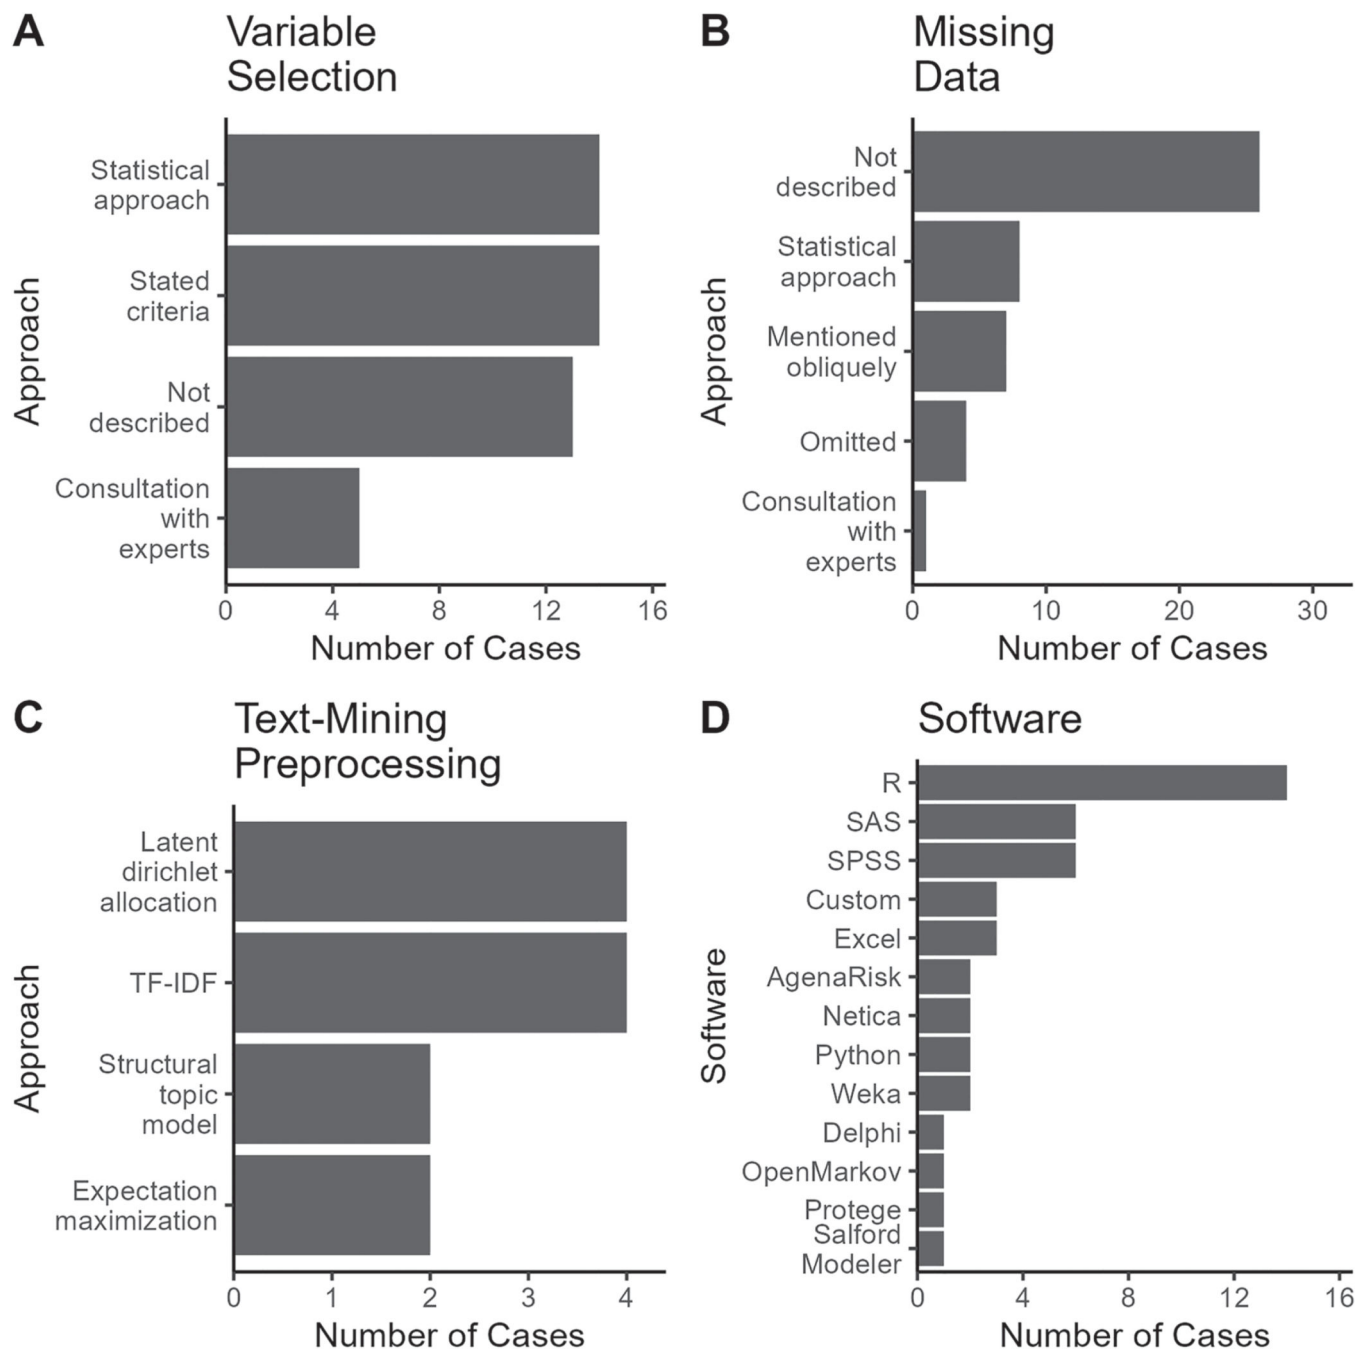 A
Variable
Selection
Approach
Statistical
approach
Stated
criteria
Not
described
Consultation
with
experts
0 4 8 12 16
Number of Cases
B
Missing
Data
Approach
Not
described
Statistical
approach
Mentioned
obliquely
Omitted
Consultation
with
experts
0 10 20 30
Number of Cases
C
Text-Mining
Preprocessing
Approach
Latent
dirichlet
allocation
TF-IDF
Structural
topic
model
Expectation
maximization
0 1 2 3 4
Number of Cases
D
Software
Software
R
SAS
SPSS
Custom
Excel
AgenaRisk
Netica
Python
Weka
Delphi
OpenMarkov
Protege
Salford
Modeler
0 4 8 12 16
Number of Cases